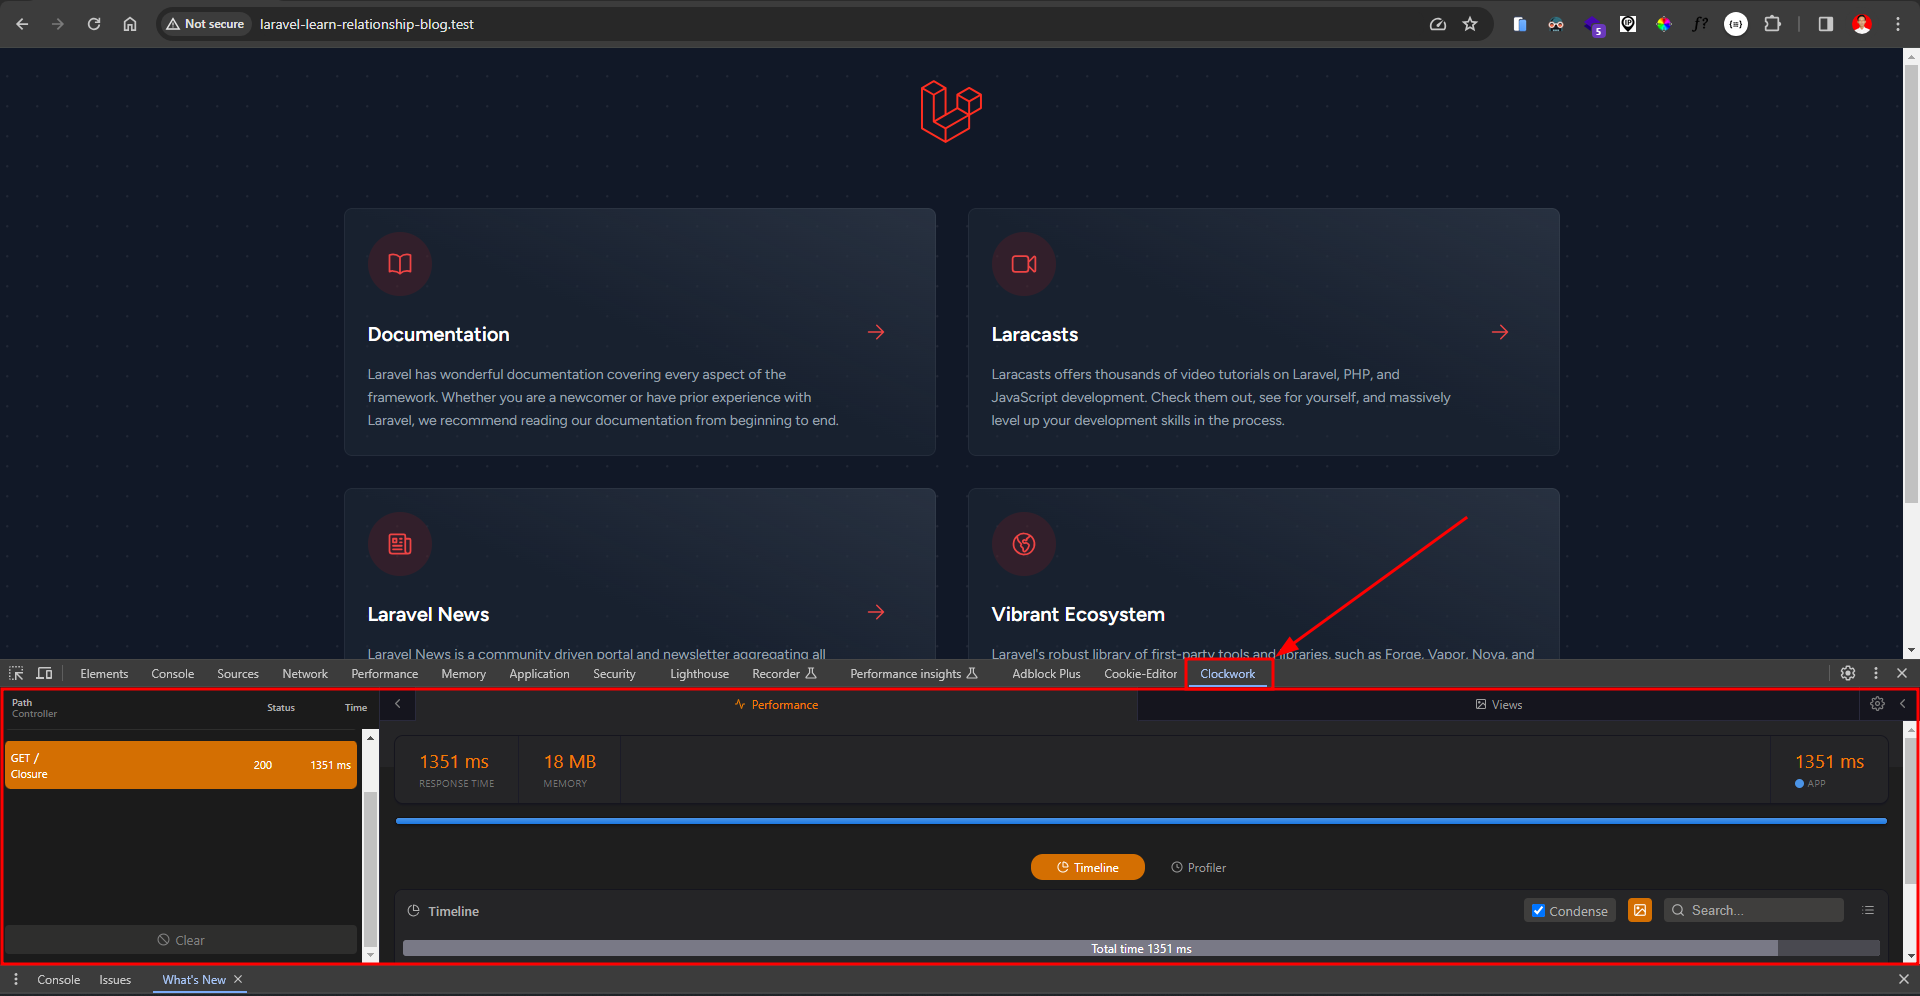 Not secure
laravel-learn-relationship-blog.test
5
f?
Documentation
Laravel has wonderful documentation covering every aspect of the
framework. Whether you are a newcomer or have prior experience with
Laravel, we recommend reading our documentation from beginning to end.
Laracasts
Laracasts offers thousands of video tutorials on Laravel, PHP, and
JavaScript development. Check them out, see for yourself, and massively
level up your development skills in the process.
Laravel News
Laravel News is a community driven portal and newsletter aggregating all
Vibrant Ecosystem
Laravel's robust library of first-party tools and libraries, such as Forge, Vapor, Nova, and
Elements
Console
Sources
Network
Performance
Memory
Application
Security
Lighthouse
Recorder
Performance insights
Adblock Plus
Cookie-Editor
Clockwork
Path
Controller
Status
Time
Performance
Views
GET /
Closure
200
1351 ms
1351 ms
RESPONSE TIME
18 MB
MEMORY
1351 ms
APP
Timeline
Profiler
Timeline
Condense
Search...
Clear
Total time 1351 ms
Console
Issues
What's New